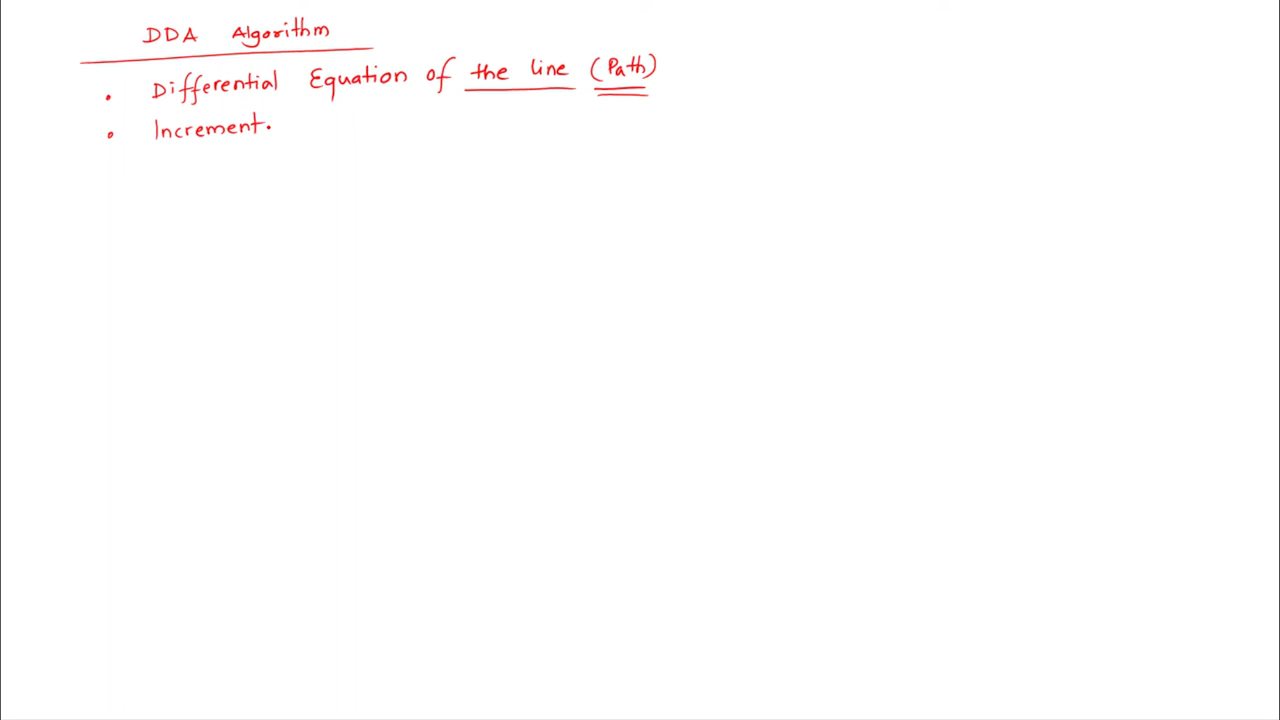 DDA Algorithm
• Differential Equation of the line (Path)
• Increment.